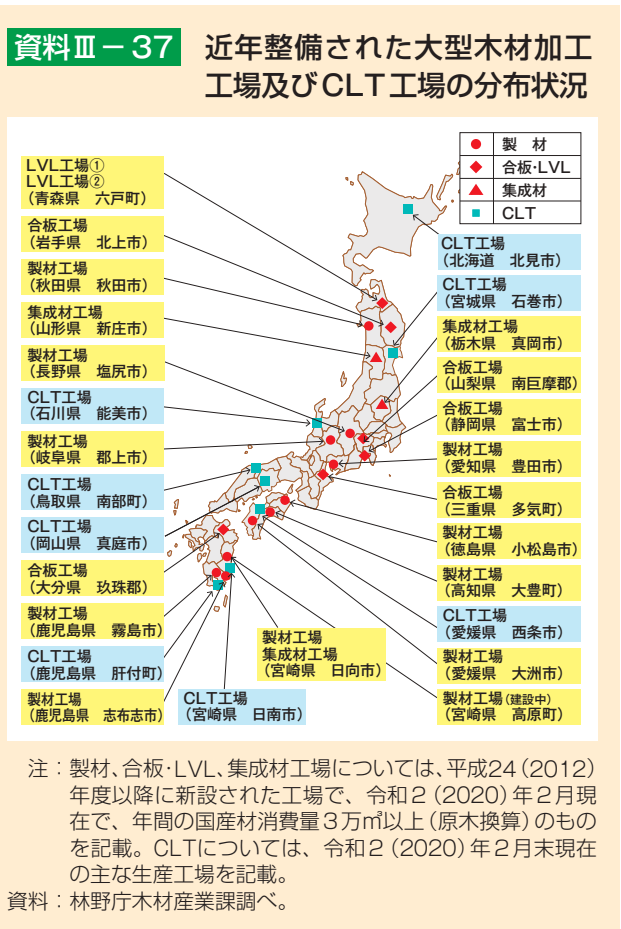 資料Ⅲ－37 近年整備された大型木材加工
工場及びCLT工場の分布状況
製 材
合板･LVL
集成材
CLT
LVL工場①
LVL工場②
（青森県 六戸町）
合板工場
（岩手県 北上市）
製材工場
（秋田県 秋田市）
集成材工場
（山形県 新庄市）
製材工場
（長野県 塩尻市）
CLT工場
（石川県 能美市）
製材工場
（岐阜県 郡上市）
CLT工場
（鳥取県 南部町）
CLT工場
（岡山県 真庭市）
合板工場
（大分県 玖珠郡）
製材工場
（鹿児島県 霧島市）
CLT工場
（鹿児島県 肝付町）
製材工場
（鹿児島県 志布志市）
CLT工場
（宮崎県 日南市）
製材工場
集成材工場
（宮崎県 日向市）
CLT工場
（北海道 北見市）
CLT工場
（宮城県 石巻市）
集成材工場
（栃木県 真岡市）
合板工場
（山梨県 南巨摩郡）
合板工場
（静岡県 富士市）
製材工場
（愛知県 豊田市）
合板工場
（三重県 多気町）
製材工場
（徳島県 小松島市）
製材工場
（高知県 大豊町）
CLT工場
（愛媛県 西条市）
製材工場
（愛媛県 大洲市）
製材工場（建設中）
（宮崎県 高原町）
注：製材、合板･LVL、集成材工場については、平成24（2012）
年度以降に新設された工場で、令和２（2020）年２月現
在で、年間の国産材消費量３万㎥以上（原木換算）のもの
を記載。CLTについては、令和２（2020）年２月末現在
の主な生産工場を記載。
資料：林野庁木材産業課調べ。